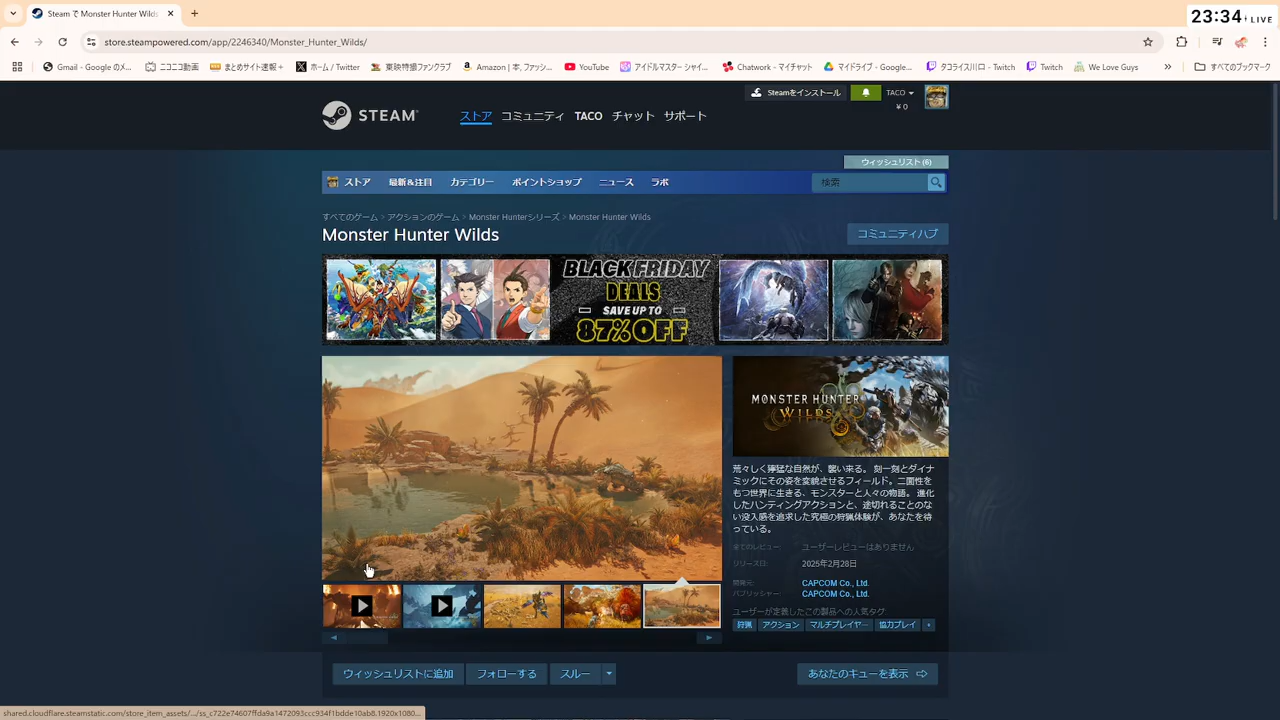 Steam で Monster Hunter Wilds
23:34 LIVE
store.steampowered.com/app/2246340/Monster_Hunter_Wilds/
Gmail - Google のメ...
ニコニコ動画
まとめサイト速報+
ホーム / Twitter
東映特撮ファンクラブ
Amazon | 本, ファッシ...
YouTube
アイドルマスター シャイ...
Chatwork - マイチャット
マイドライブ - Google...
タコライス川口 - Twitch
Twitch
We Love Guys
すべてのブックマーク
Steamをインストール
TACO
¥ 0
STEAM
ストア
コミュニティ
TACO
チャット
サポート
ウィッシュリスト (6)
ストア
最新&注目
カテゴリー
ポイントショップ
ニュース
ラボ
検索
すべてのゲーム > アクションのゲーム > Monster Hunterシリーズ > Monster Hunter Wilds
Monster Hunter Wilds
コミュニティハブ
BLACK FRIDAY
DEALS
SAVE UP TO
87% OFF
MONSTER HUNTER
WILDS
荒々しく獰猛な自然が、襲い来る。 刻一刻とダイナ
ミックにその姿を変貌させるフィールド。二面性を
もつ世界に生きる、モンスターと人々の物語。 進化
したハンティングアクションと、途切れることのな
い没入感を追求した究極の狩猟体験が、あなたを待
っている。
全てのレビュー: ユーザーレビューはありません
リリース日: 2025年2月28日
開発元: CAPCOM Co., Ltd.
パブリッシャー: CAPCOM Co., Ltd.
ユーザーが定義したこの製品への人気タグ:
狩猟
アクション
マルチプレイヤー
協力プレイ
+
ウィッシュリストに追加
フォローする
スルー
あなたのキューを表示
shared.cloudflare.steamstatic.com/store_item_assets/.../ss_c722e74607ffda9a1472093ccc934f1bdde10ab8.1920x1080...